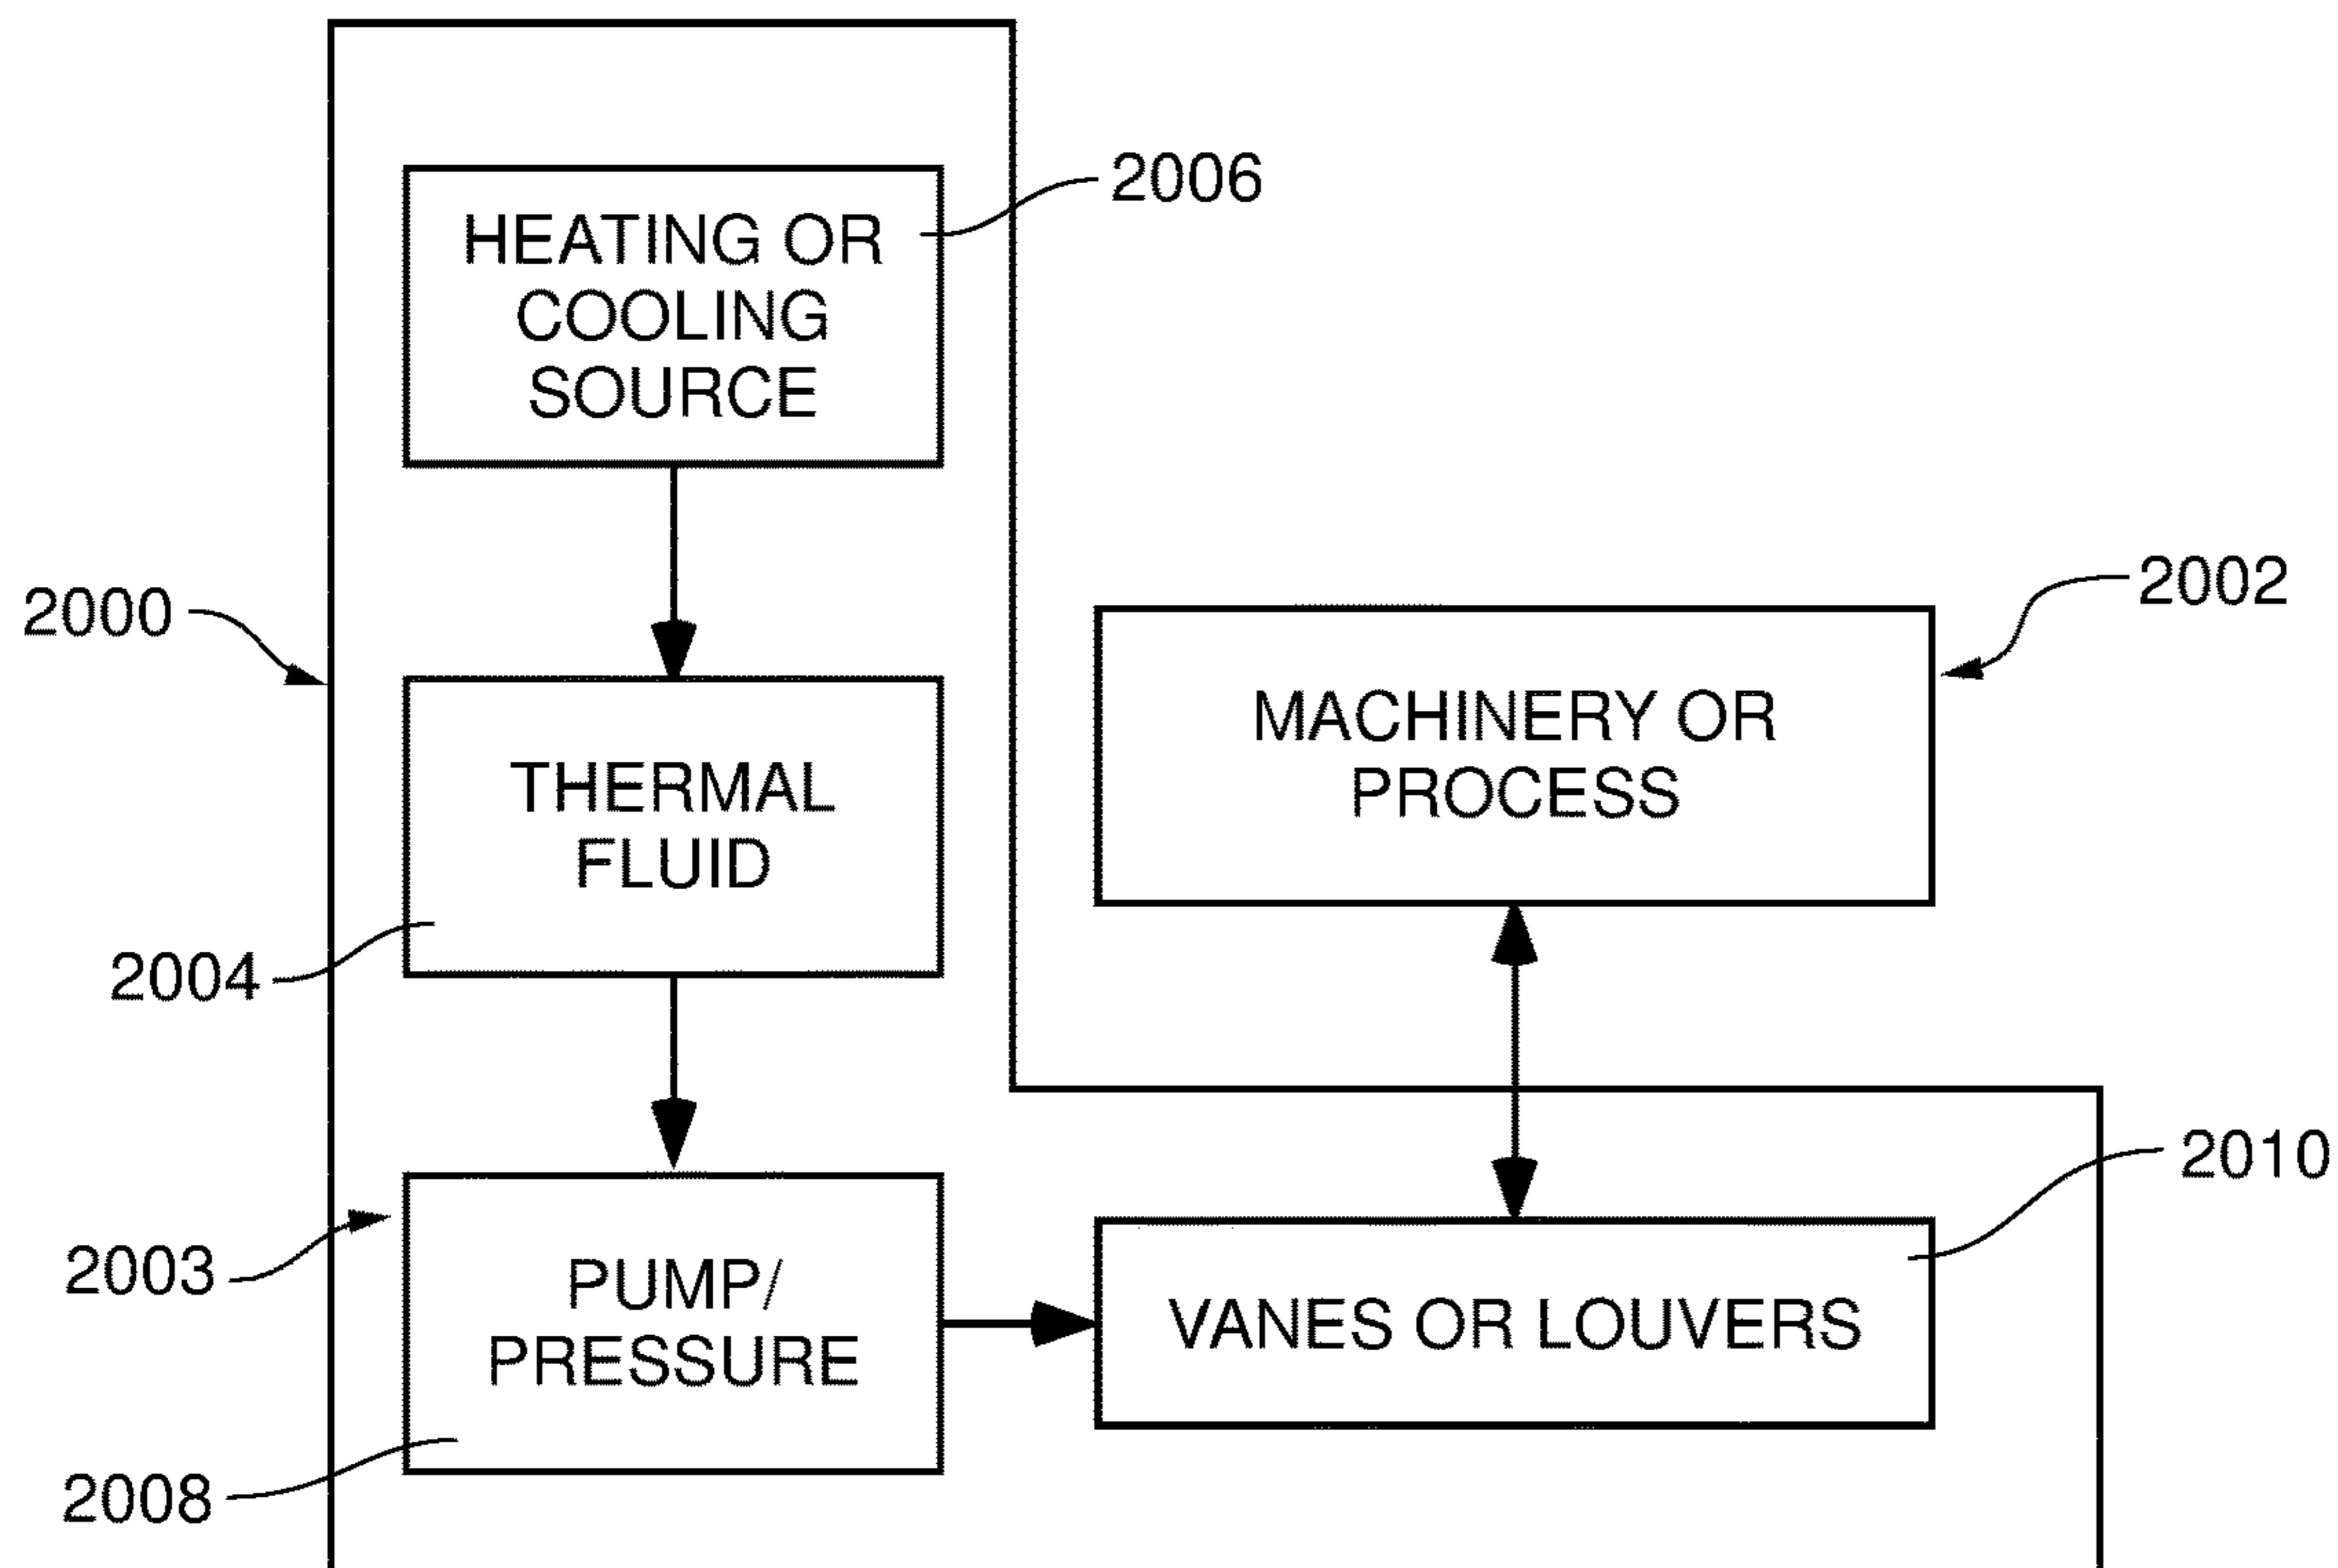 2006
HEATING OR
COOLING
SOURCE
2000
2002
THERMAL
FLUID
MACHINERY OR
PROCESS
2004
2010
2003
PUMP/
PRESSURE
VANES OR LOUVERS
2008